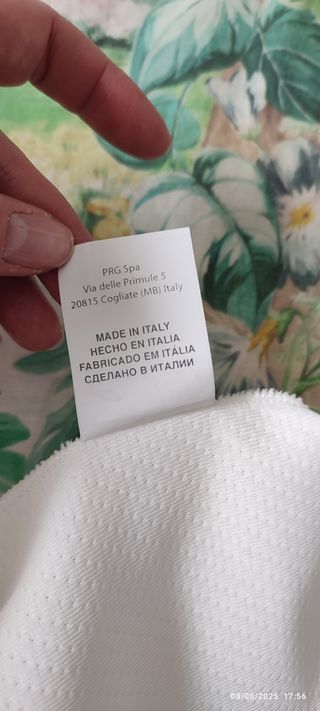 PRG Spa
Via delle Primule 5
20815 Cogliate (MB) Italy
MADE IN ITALY
HECHO EN ITALIA
FABRICADO EM ITÁLIA
СДЕЛАНО В ИТАЛИИ
08/05/2025 17:56